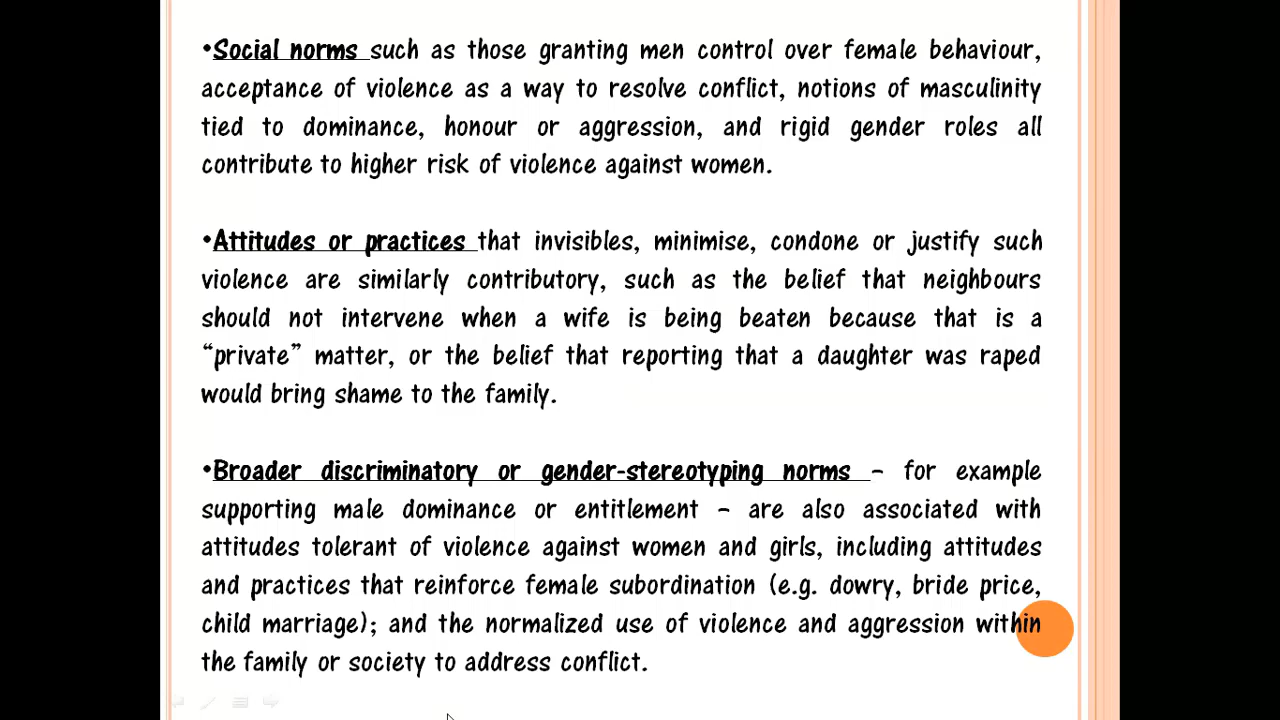 •Social norms such as those granting men control over female behaviour,
acceptance of violence as a way to resolve conflict, notions of masculinity
tied to dominance, honour or aggression, and rigid gender roles all
contribute to higher risk of violence against women.
•Attitudes or practices that invisibles, minimise, condone or justify such
violence are similarly contributory, such as the belief that neighbours
should not intervene when a wife is being beaten because that is a
“private” matter, or the belief that reporting that a daughter was raped
would bring shame to the family.
•Broader discriminatory or gender-stereotyping norms – for example
supporting male dominance or entitlement – are also associated with
attitudes tolerant of violence against women and girls, including attitudes
and practices that reinforce female subordination (e.g. dowry, bride price,
child marriage); and the normalized use of violence and aggression within
the family or society to address conflict.